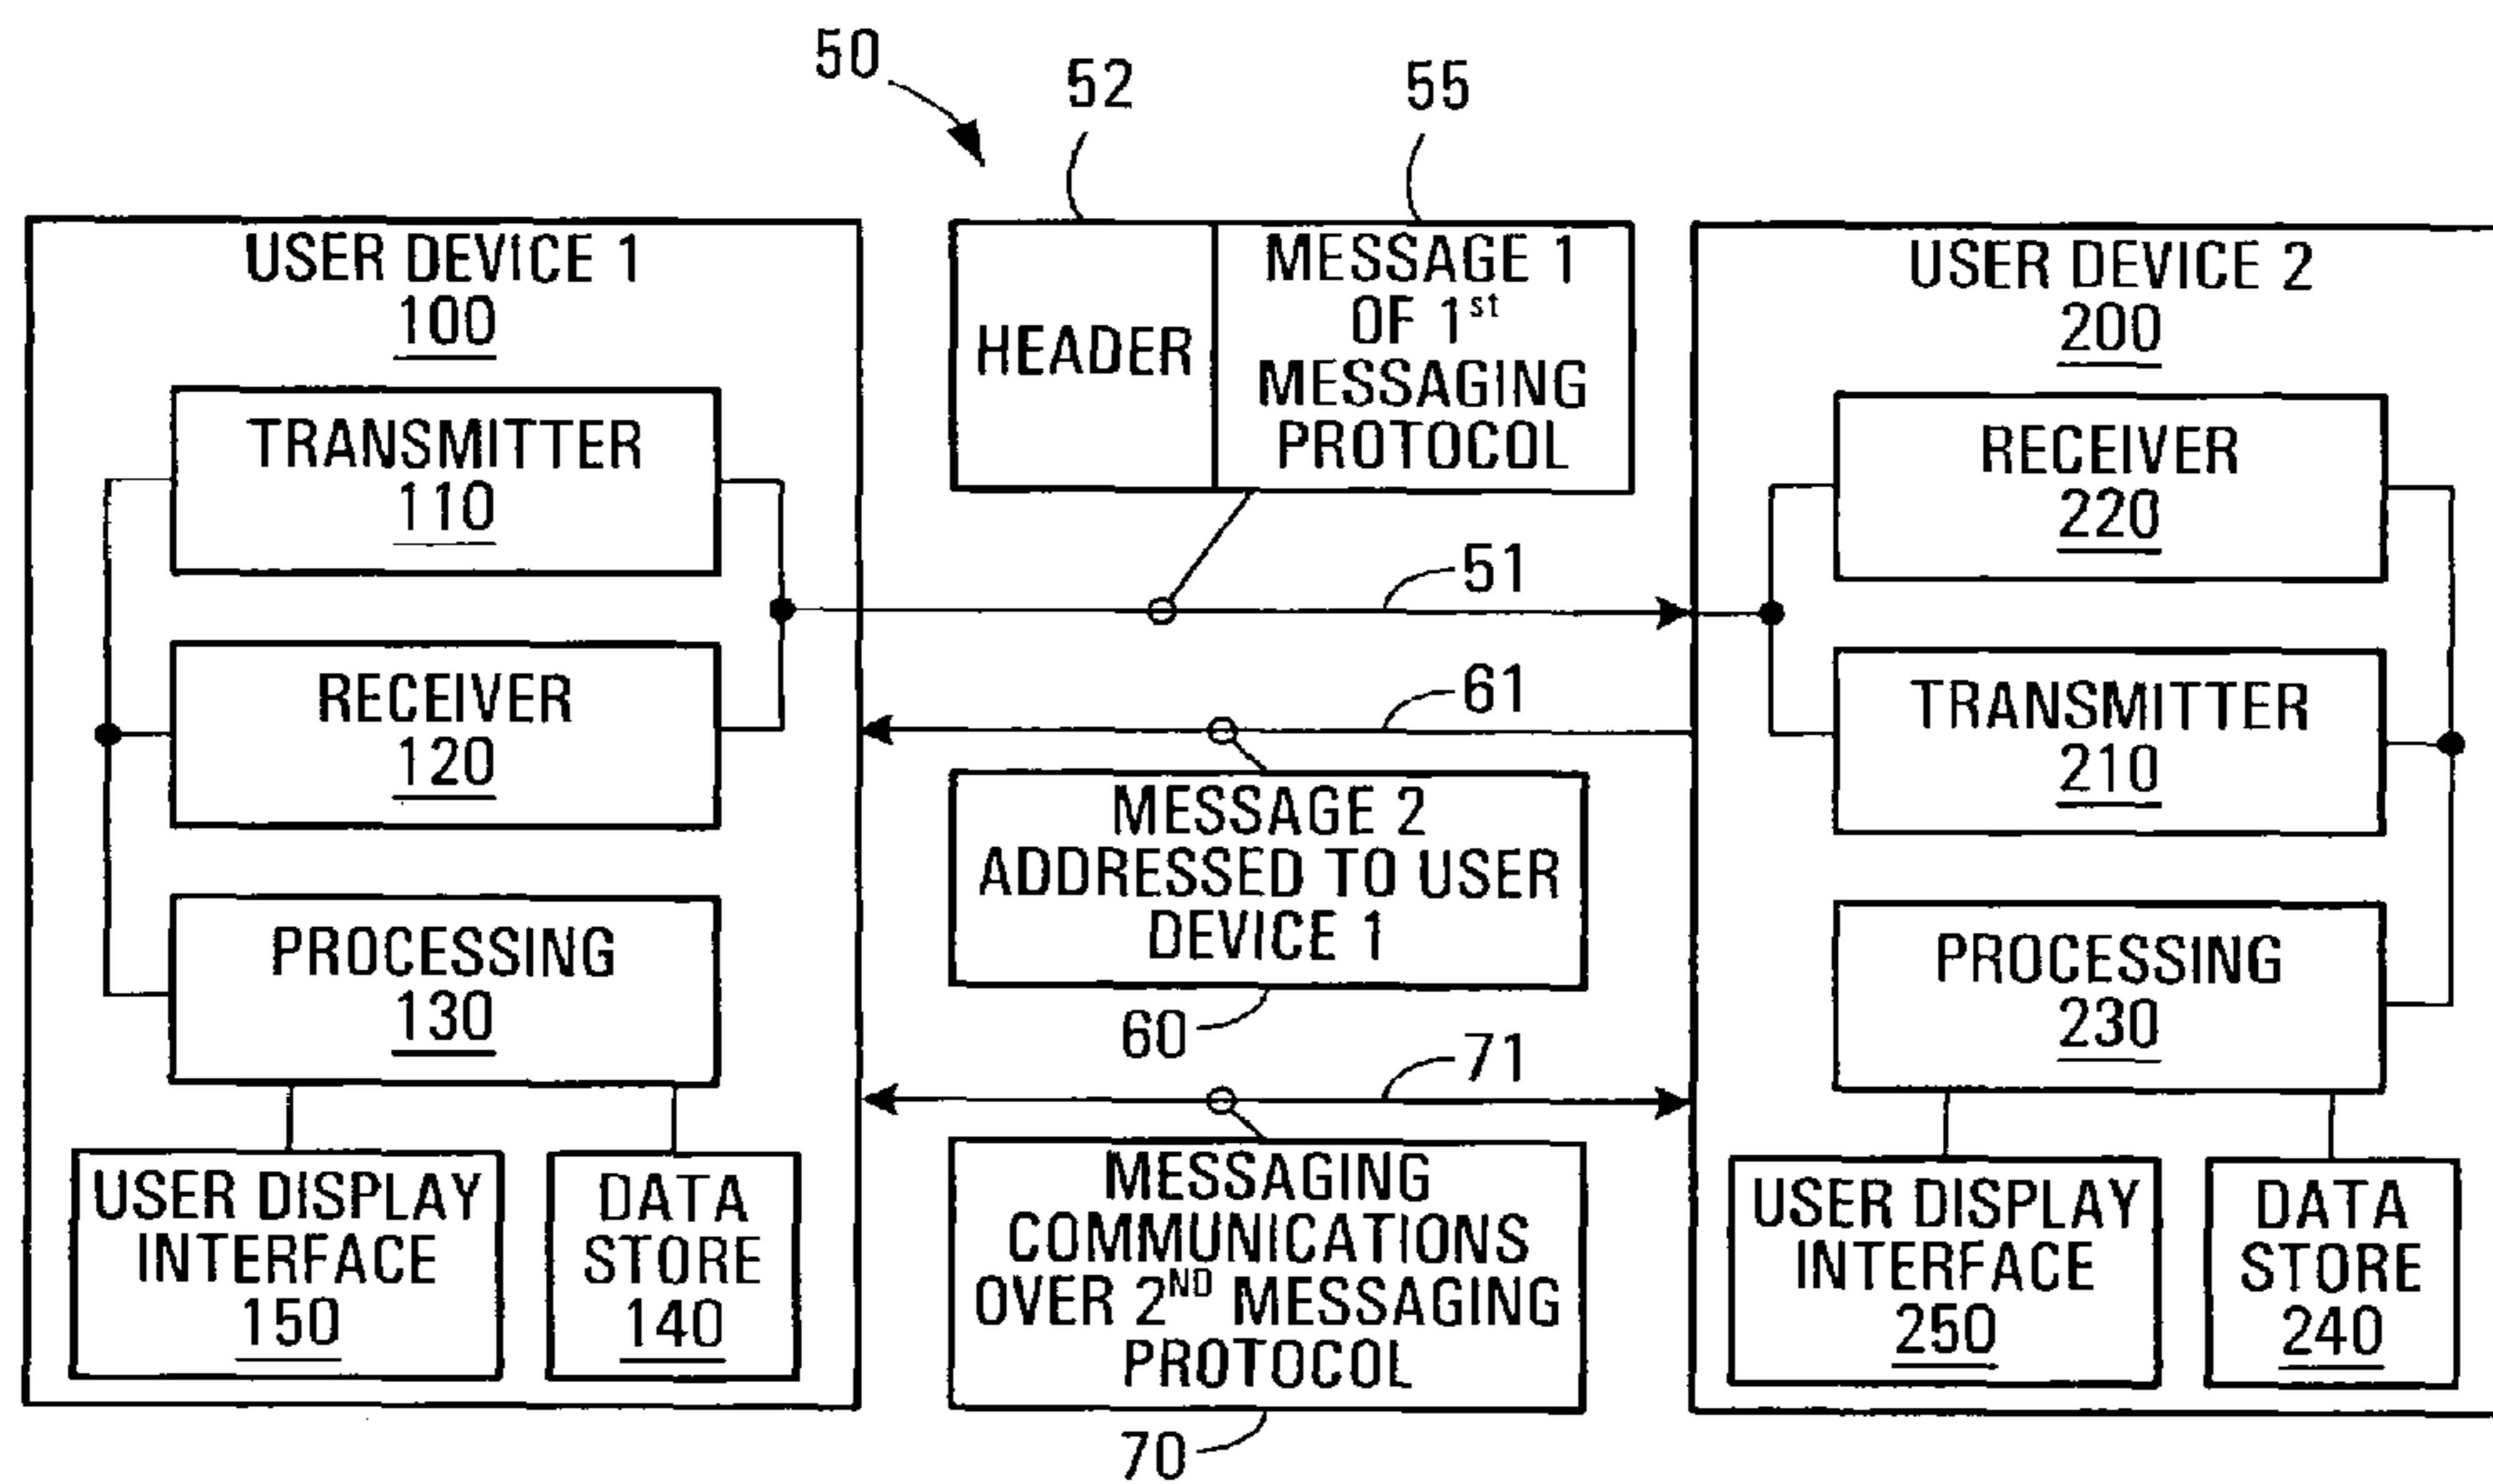 50
52
55
USER DEVICE 1
100
TRANSMITTER
110
RECEIVER
120
PROCESSING
130
USER DISPLAY
INTERFACE
150
DATA
STORE
140
HEADER
MESSAGE 1
OF 1st
MESSAGING
PROTOCOL
51
61
MESSAGE 2
ADDRESSED TO USER
DEVICE 1
60
71
MESSAGING
COMMUNICATIONS
OVER 2ND MESSAGING
PROTOCOL
70
USER DEVICE 2
200
RECEIVER
220
TRANSMITTER
210
PROCESSING
230
USER DISPLAY
INTERFACE
250
DATA
STORE
240